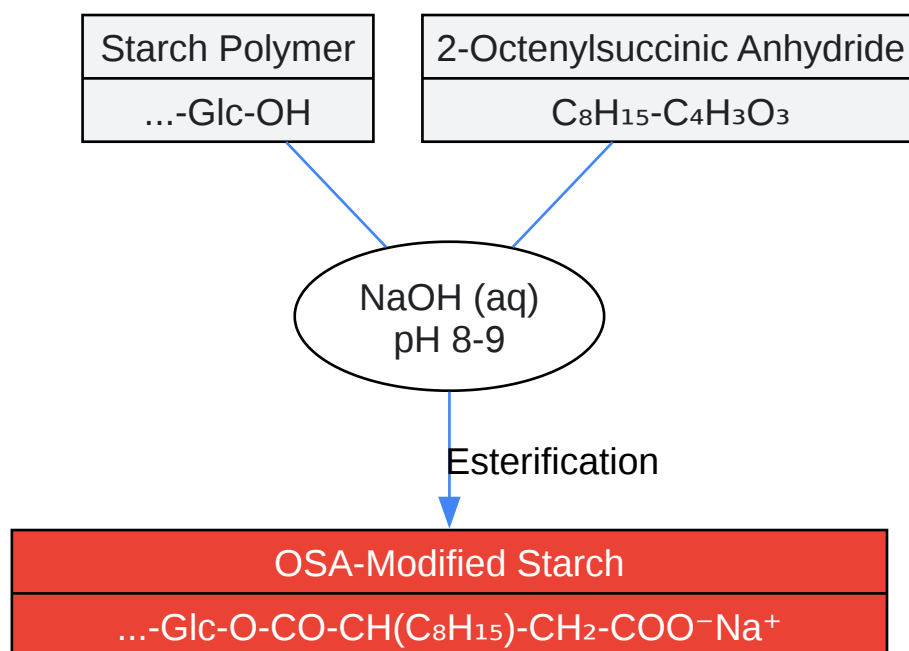 Starch Polymer
...-Glc-OH
2-Octenylsuccinic Anhydride
C₈H₁₅-C₄H₃O₃
NaOH (aq)
pH 8-9
Esterification
OSA-Modified Starch
...-Glc-O-CO-CH(C₈H₁₅)-CH₂-COO⁻Na⁺